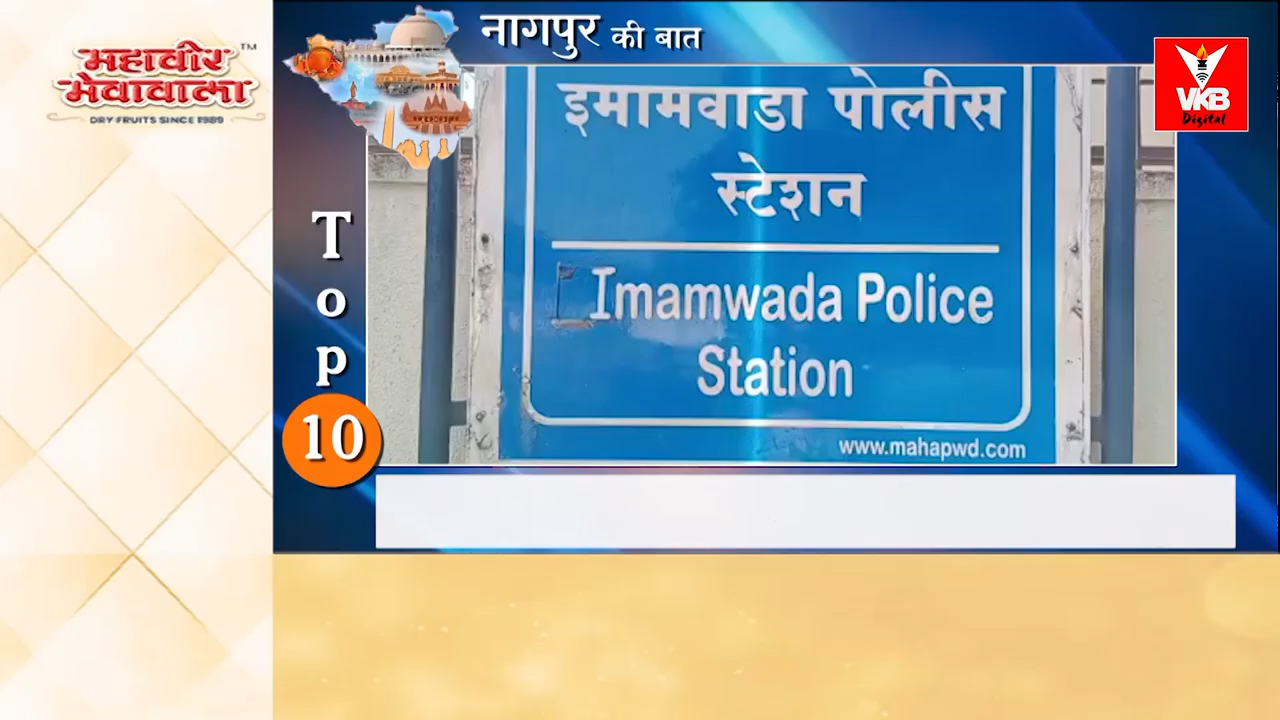 महावीर
मेवावाला
TM
DRY FRUITS SINCE 1989
नागपुर की बात
VKB
Digital
Top
10
इमामवाडा पोलीस
स्टेशन
Imamwada Police
Station
www.mahapwd.com